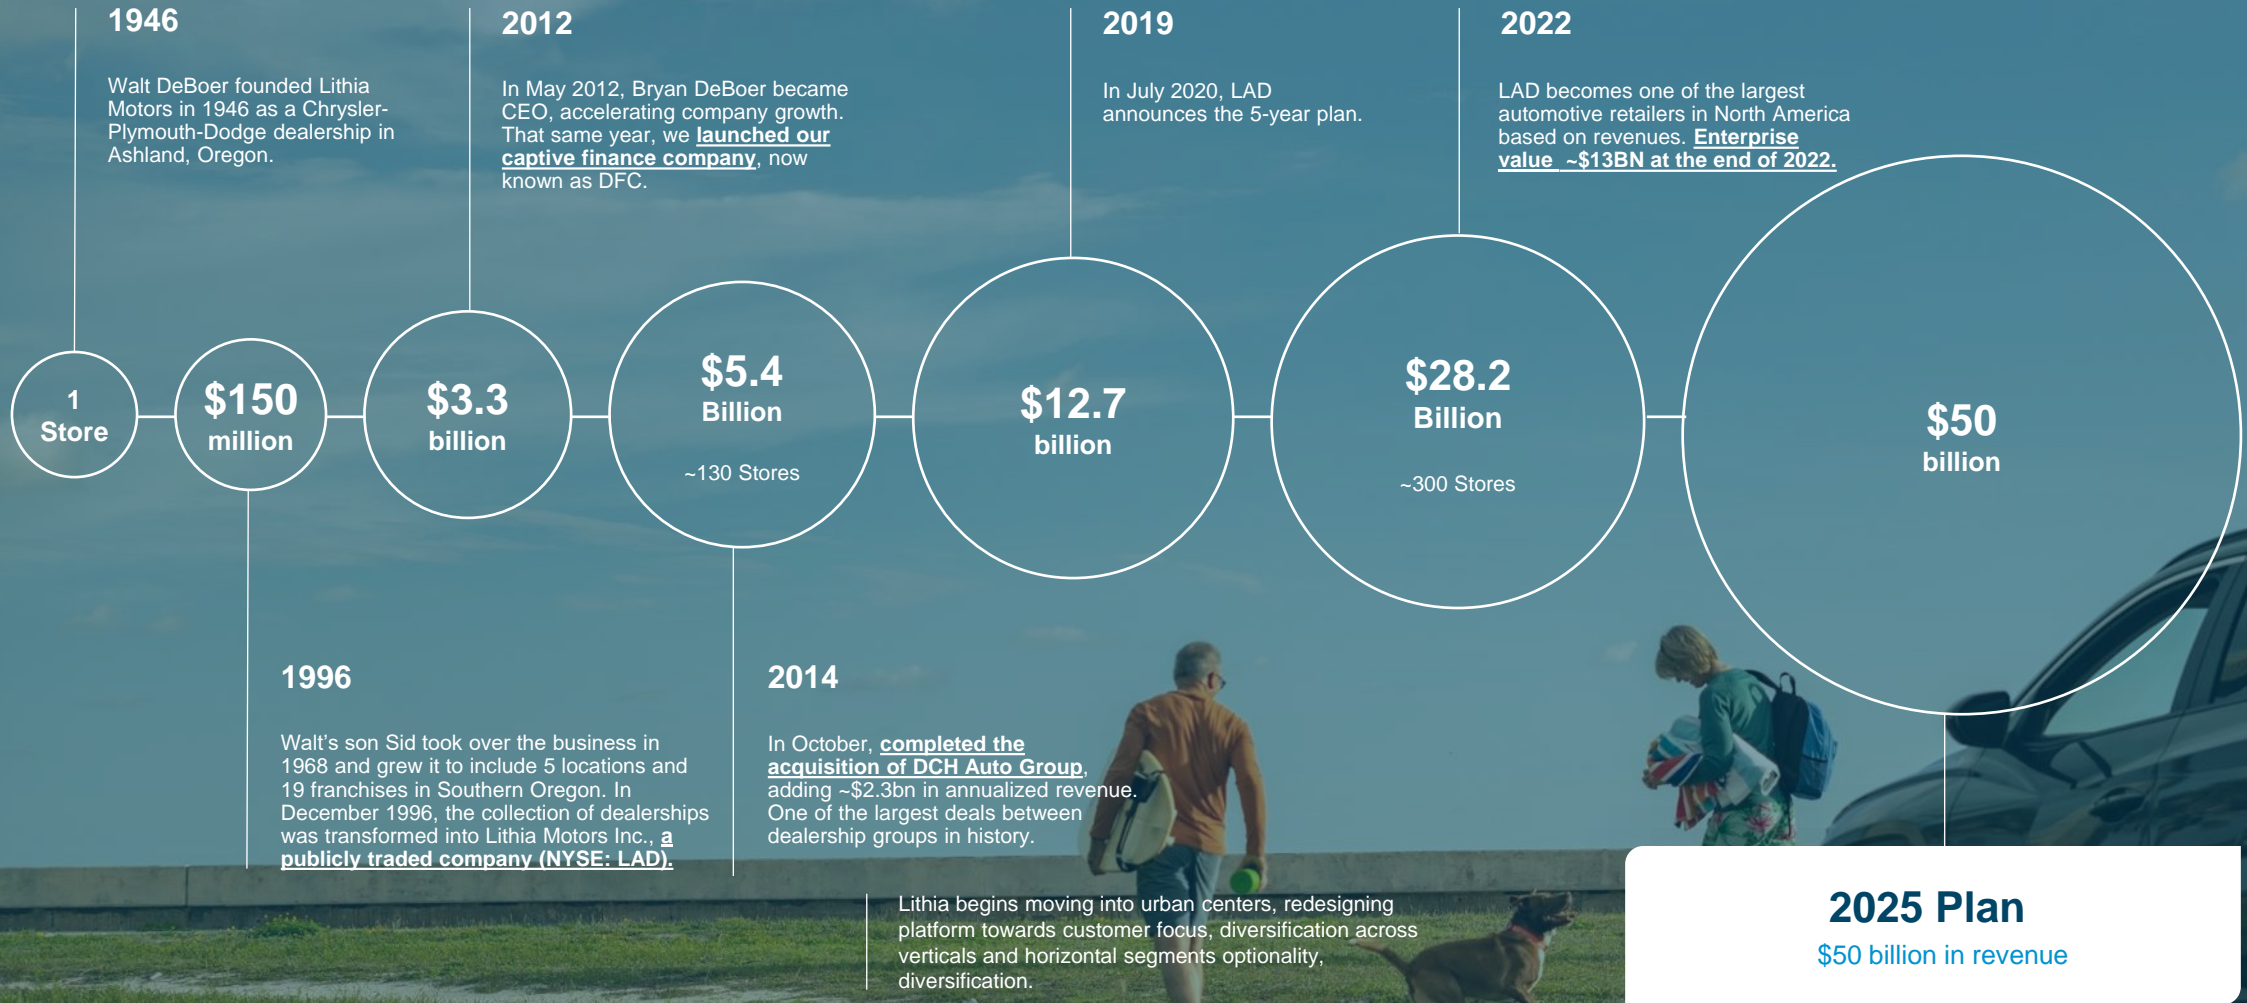 1946
Walt DeBoer founded Lithia
Motors in 1946 as a Chrysler-
Plymouth-Dodge dealership in
Ashland, Oregon.
2012
In May 2012, Bryan DeBoer became
CEO, accelerating company growth.
That same year, we launched our
captive finance company, now
known as DFC.
2019
In July 2020, LAD
announces the 5-year plan.
2022
LAD becomes one of the largest
automotive retailers in North America
based on revenues. Enterprise
value ~$13BN at the end of 2022.
1
Store
$150
million
$3.3
billion
$5.4
Billion
~130 Stores
$12.7
billion
$28.2
Billion
~300 Stores
$50
billion
1996
Walt’s son Sid took over the business in
1968 and grew it to include 5 locations and
19 franchises in Southern Oregon. In
December 1996, the collection of dealerships
was transformed into Lithia Motors Inc., a
publicly traded company (NYSE: LAD).
2014
In October, completed the
acquisition of DCH Auto Group,
adding ~$2.3bn in annualized revenue.
One of the largest deals between
dealership groups in history.
Lithia begins moving into urban centers, redesigning
platform towards customer focus, diversification across
verticals and horizontal segments optionality,
diversification.
2025 Plan
$50 billion in revenue